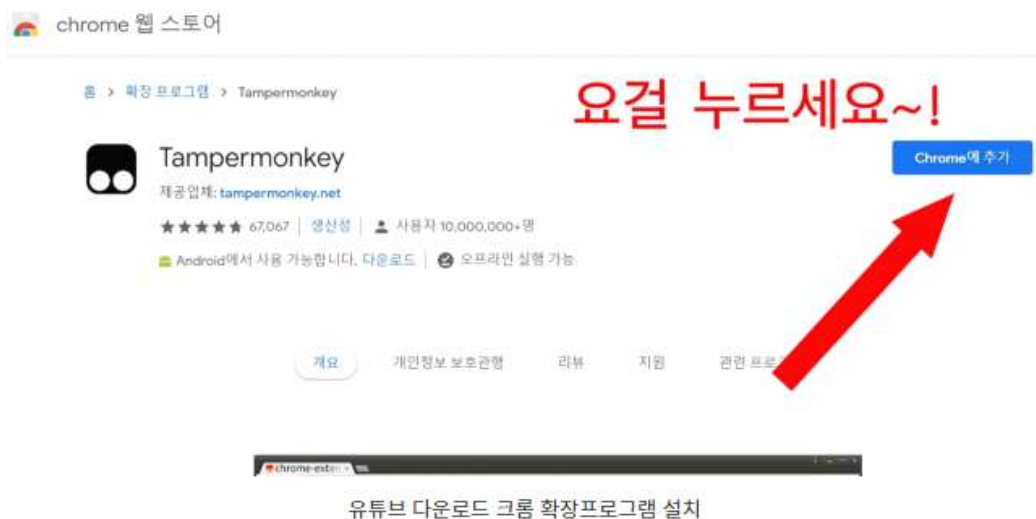 chrome 웹 스토어
홈 > 확장 프로그램 > Tampermonkey
요걸 누르세요~!
Tampermonkey
Chrome에 추가
제공업체: tampermonkey.net
★★★★★ 67,067 | 생산성 | 사용자 10,000,000+명
Android에서 사용 가능합니다. 다운로드 | 오프라인 실행 가능
개요 개인정보 보호관행 리뷰 지원 관련
chrome-exten
유튜브 다운로드 크롬 확장프로그램 설치